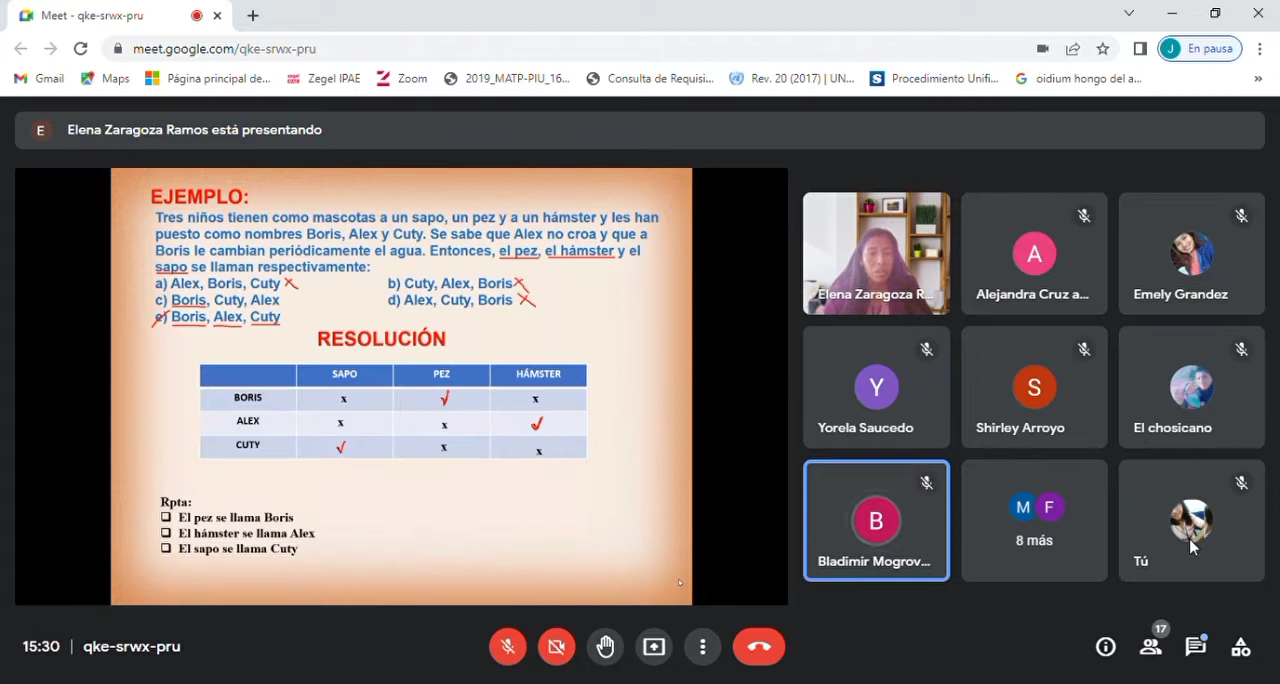 Meet - qke-srwx-pru
meet.google.com/qke-srwx-pru
J En pausa
Gmail
Maps
Página principal de...
Zegel IPAE
Zoom
2019_MATP-PIU_16...
Consulta de Requisi...
Rev. 20 (2017) | UN...
Procedimiento Unifi...
oidium hongo del a...
»
E Elena Zaragoza Ramos está presentando
EJEMPLO:
Tres niños tienen como mascotas a un sapo, un pez y a un hámster y les han
puesto como nombres Boris, Alex y Cuty. Se sabe que Alex no croa y que a
Boris le cambian periódicamente el agua. Entonces, el pez, el hámster y el
sapo se llaman respectivamente:
a) Alex, Boris, Cuty b) Cuty, Alex, Boris
c) Boris, Cuty, Alex d) Alex, Cuty, Boris
e) Boris, Alex, Cuty
RESOLUCIÓN
SAPO PEZ HÁMSTER
BORIS x √ x
ALEX x x ✓
CUTY √ x x
Rpta:
❑ El pez se llama Boris
❑ El hámster se llama Alex
❑ El sapo se llama Cuty
Elena Zaragoza R...
A
Alejandra Cruz a...
Emely Grandez
Y
Yorela Saucedo
S
Shirley Arroyo
El chosicano
B
Bladimir Mogrov...
M F
8 más
Tú
15:30 | qke-srwx-pru
17